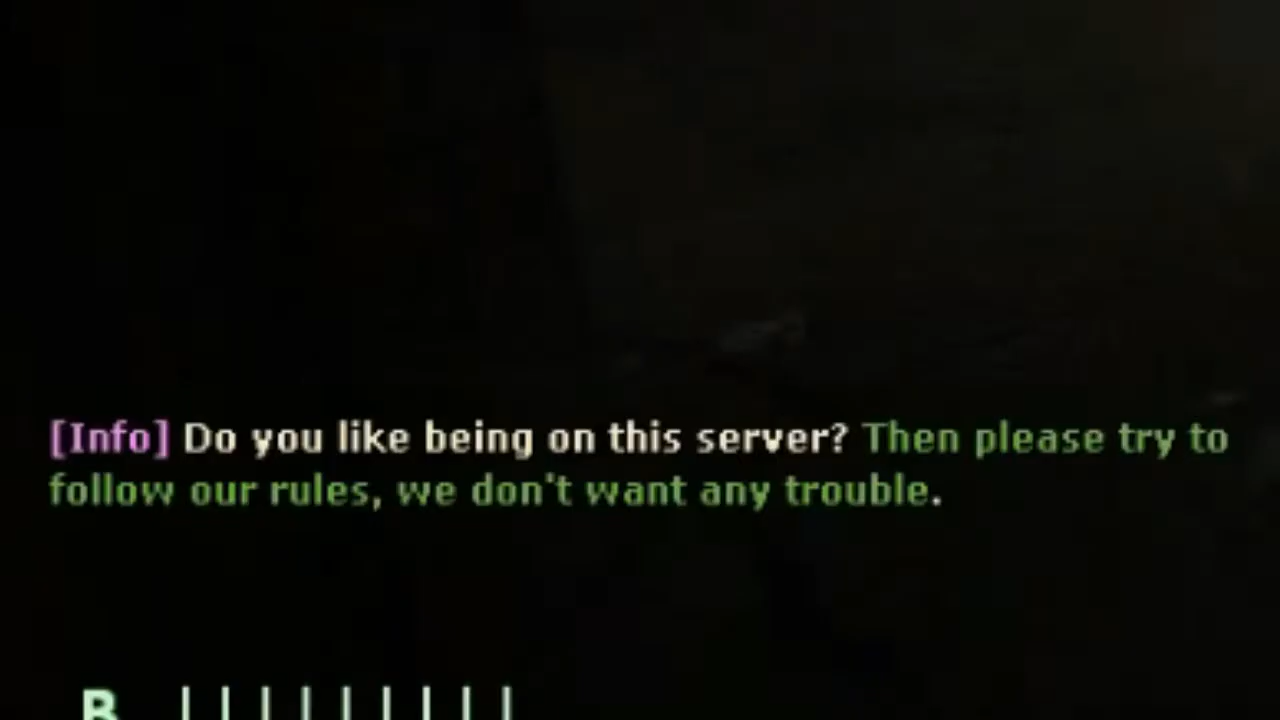 [Info] Do you like being on this server? Then please try to
follow our rules, we don't want any trouble.
B | | | | | | | | |